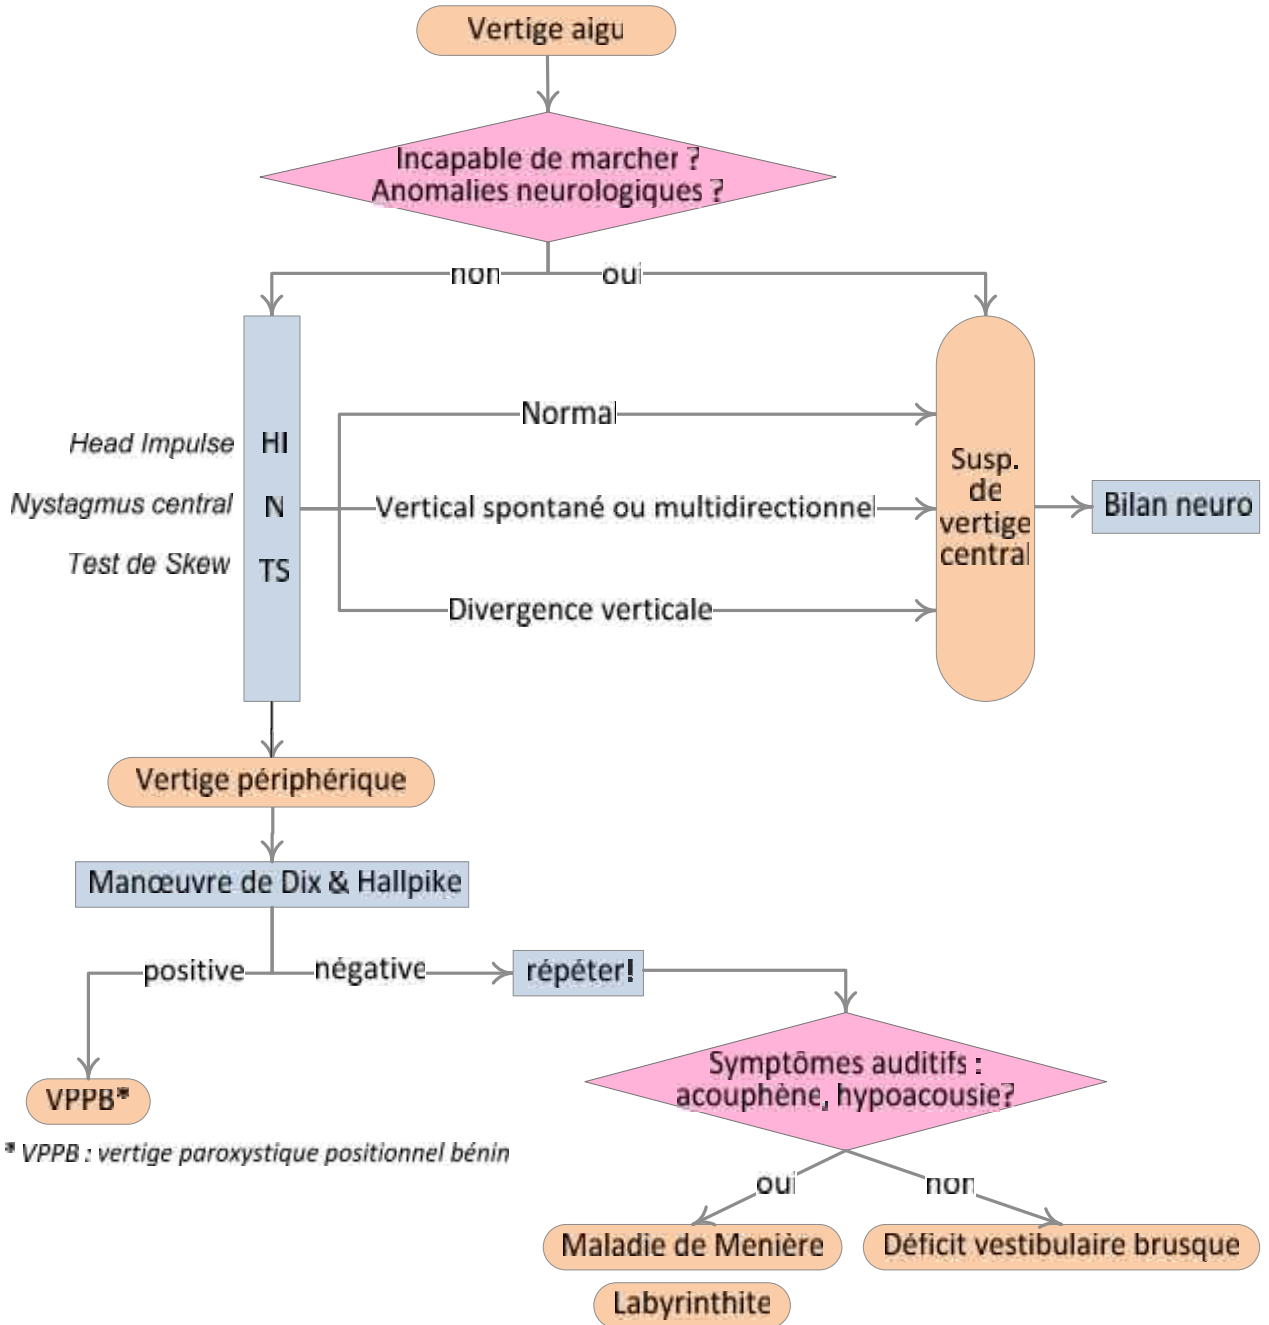 Vertige aigu
Incapable de marcher ?
Anomalies neurologiques ?
non
oui
Normal
Head Impulse
HI
Nystagmus central
N
Vertical spontané ou multidirectionnel
Test de Skew
TS
Divergence verticale
Susp.
de
vertige
central
Bilan neuro
Vertige périphérique
Manœuvre de Dix & Hallpike
positive
négative
répéter!
VPPB*
* VPPB : vertige paroxystique positionnel bénin
Symptômes auditifs :
acouphène, hypoacousie?
oui
non
Maladie de Menière
Déficit vestibulaire brusque
Labyrinthite